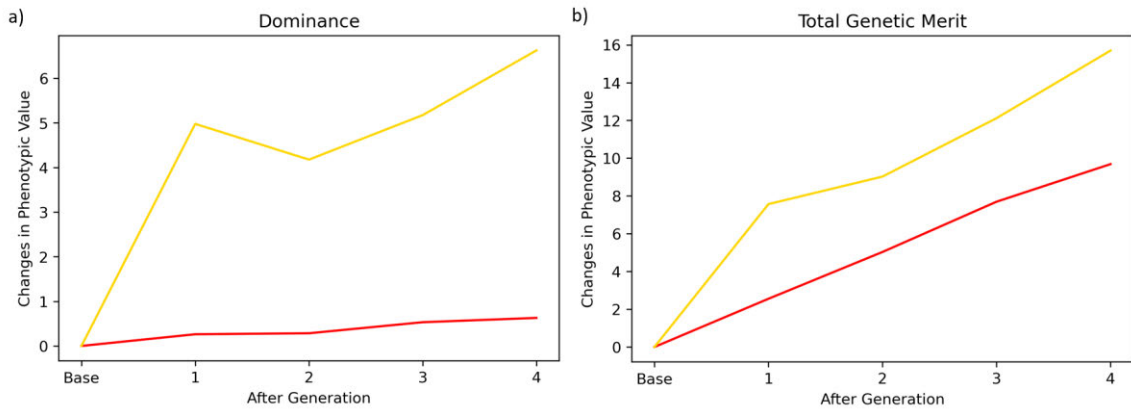 a)
Dominance
Changes in Phenotypic Value
6
5
4
3
2
1
0
Base 1 2 3 4
After Generation
b)
Total Genetic Merit
Changes in Phenotypic Value
16
14
12
10
8
6
4
2
0
Base 1 2 3 4
After Generation